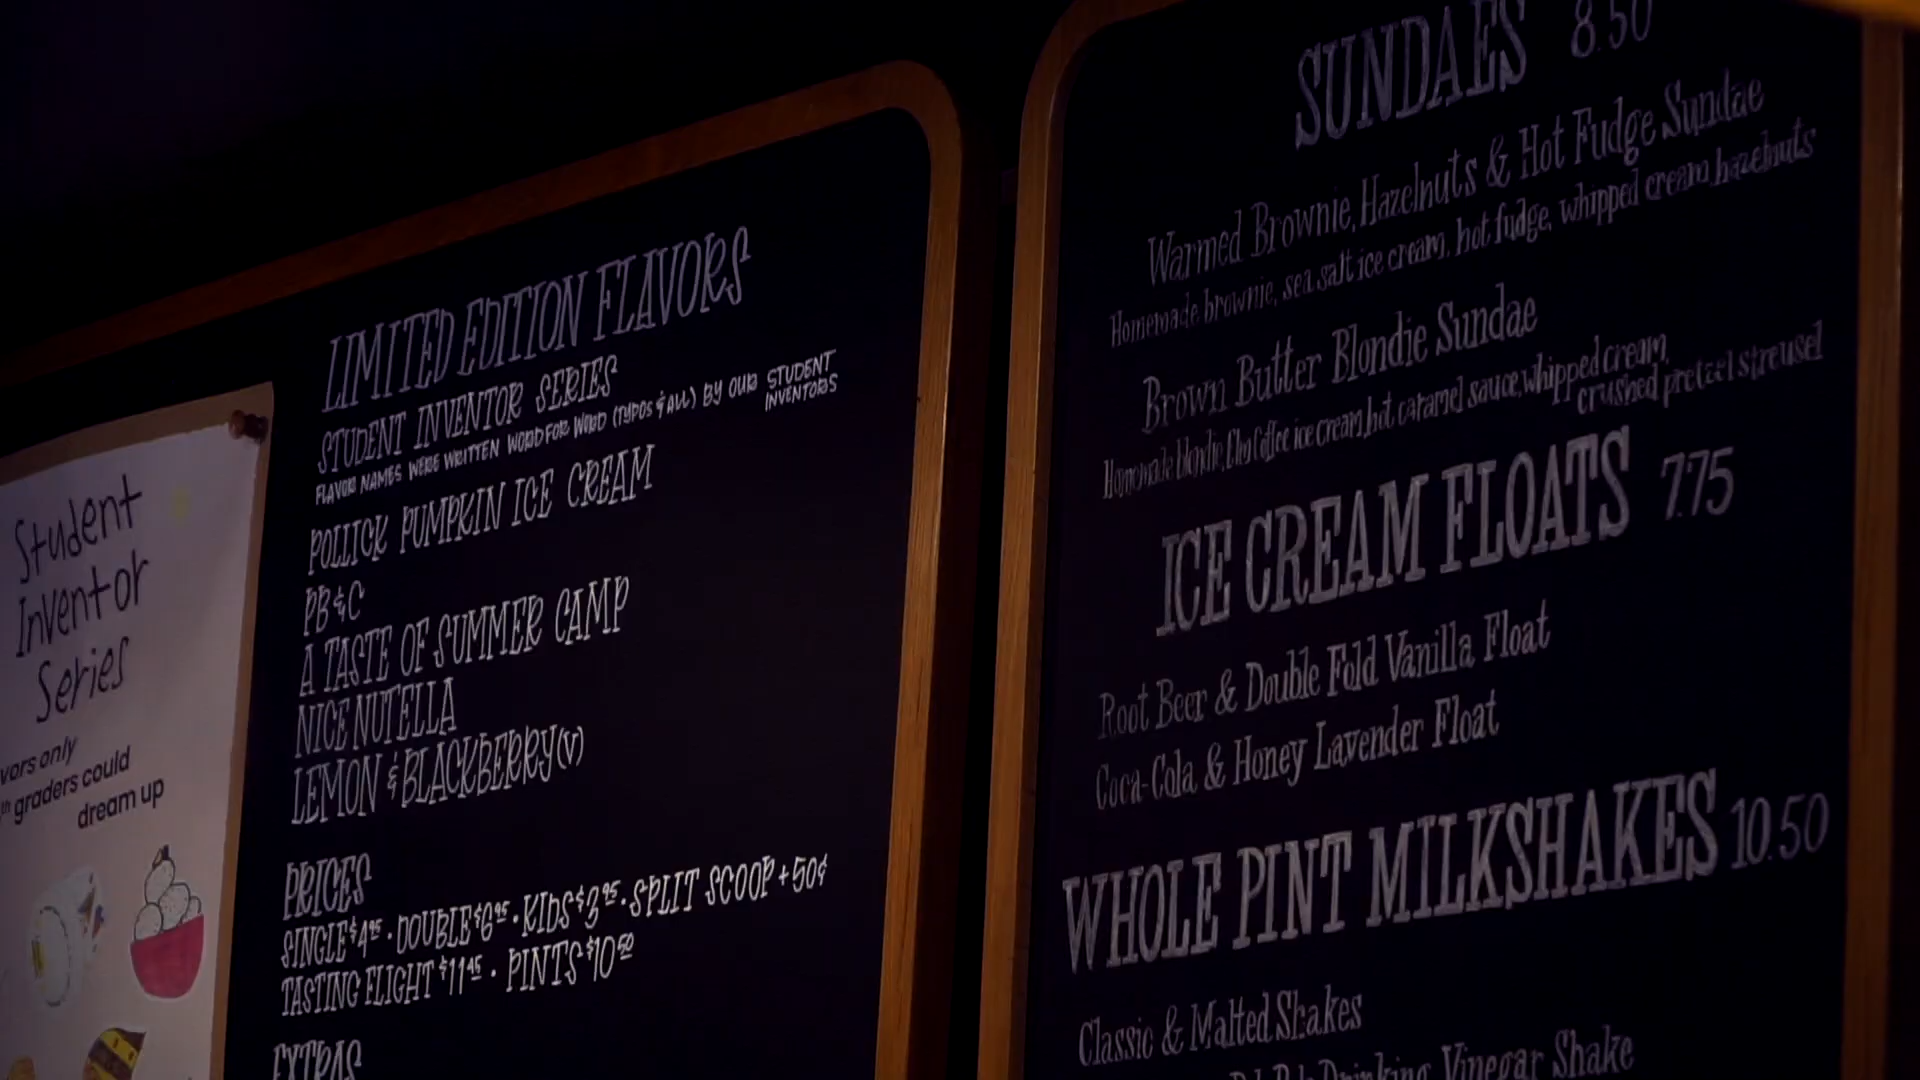 Student
Inventor
Series
vors only
th graders could
dream up
LIMITED EDITION FLAVORS
STUDENT INVENTOR SERIES
FLAVOR NAMES WERE WRITTEN WORD FOR WORD (TYPOS & ALL) BY OUR STUDENT
INVENTORS
POLLICK PUMPKIN ICE CREAM
PB & C
A TASTE OF SUMMER CAMP
NICE NUTELLA
LEMON & BLACKBERRY (V)
PRICES
SINGLE $4.95 · DOUBLE $6.95 · KIDS $3.95 · SPLIT SCOOP + 50¢
TASTING FLIGHT $11.45 · PINTS $10.50
EXTRAS
SUNDAES 8.50
Warmed Brownie, Hazelnuts & Hot Fudge Sundae
Homemade brownie, sea salt ice cream, hot fudge, whipped cream, hazelnuts
Brown Butter Blondie Sundae
Homemade blondie, ice cream, hot caramel sauce, whipped cream,
crushed pretzel streusel
ICE CREAM FLOATS 7.75
Root Beer & Double Fold Vanilla Float
Coca-Cola & Honey Lavender Float
WHOLE PINT MILKSHAKES 10.50
Classic & Malted Shakes
Drinking Vinegar Shake